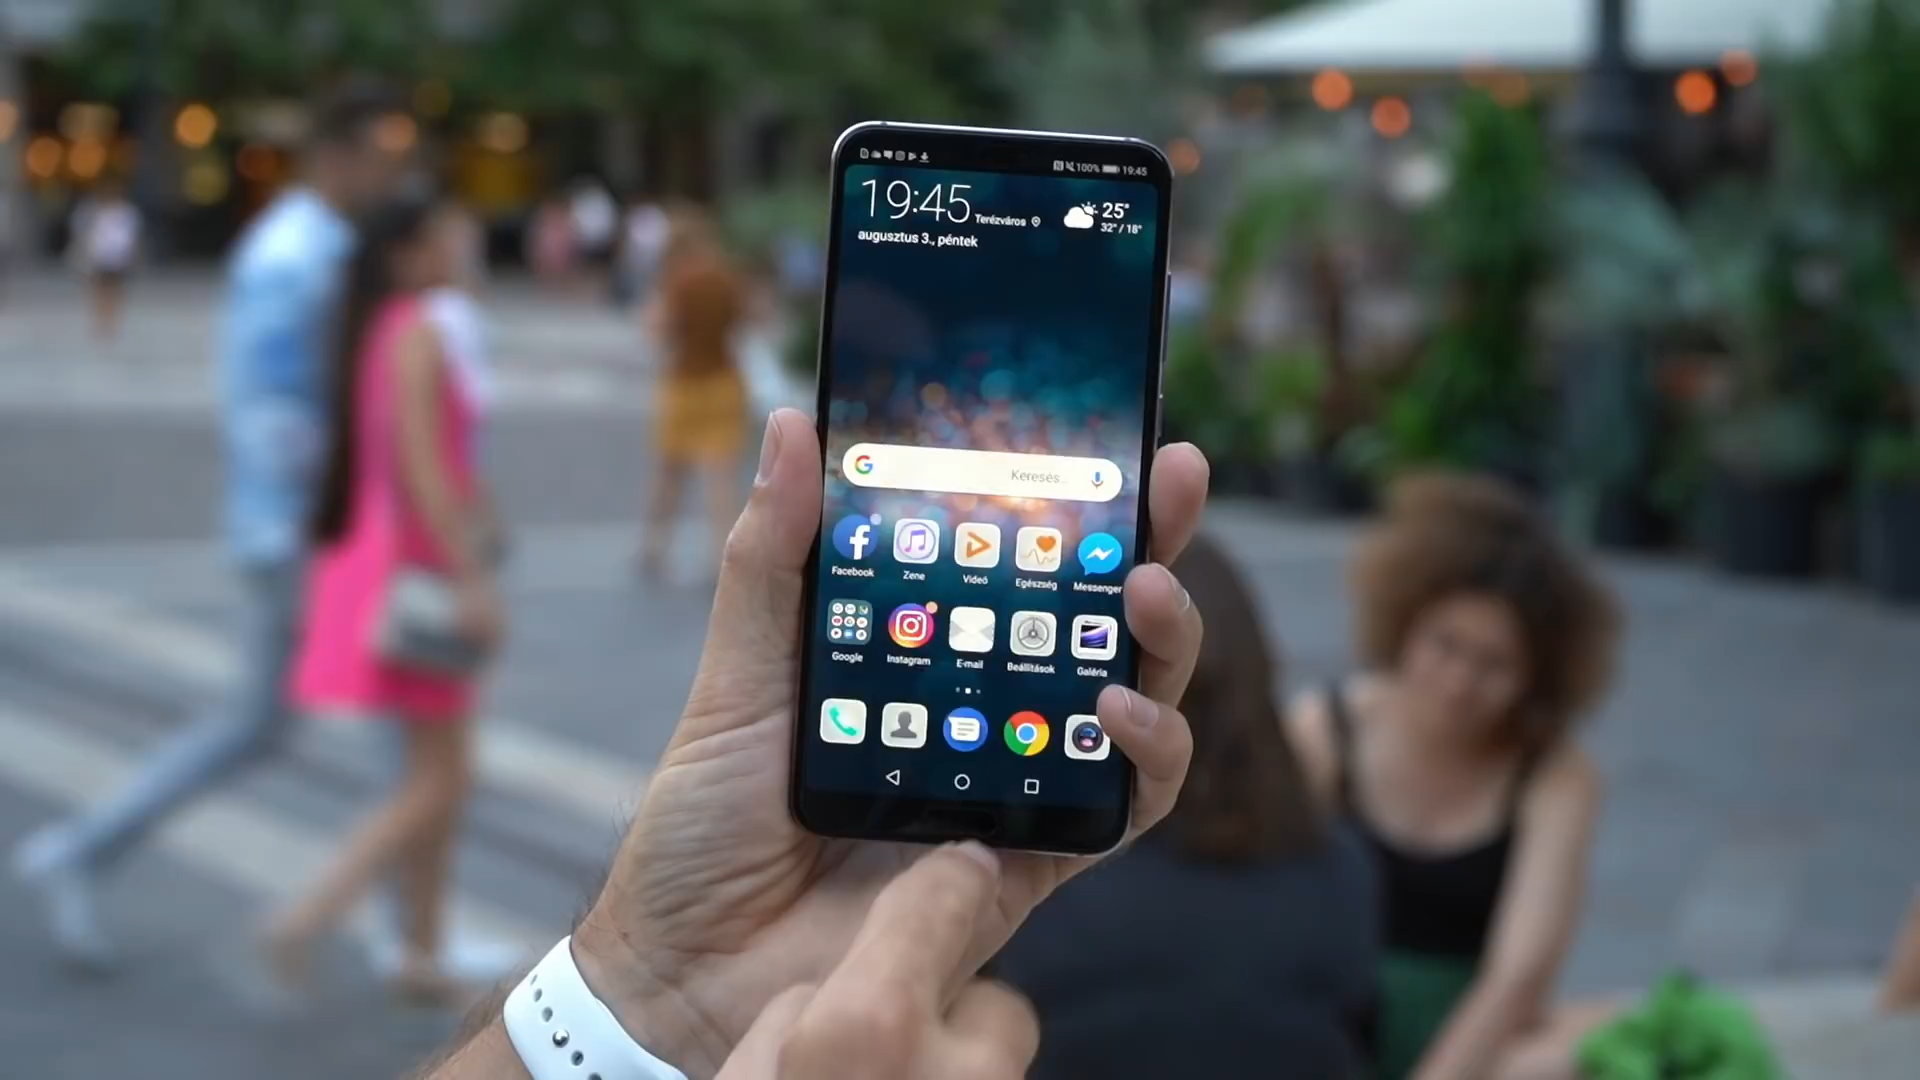 100% 19:45
19:45 Terézváros 25°
32° / 18°
augusztus 3., péntek
G Keresés...
Facebook Zene Videó Egészség Messenger
Google Instagram E-mail Beállítások Galéria